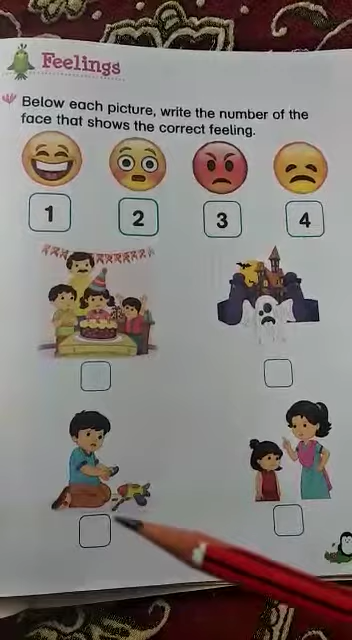 Feelings
Below each picture, write the number of the
face that shows the correct feeling.
1 2 3 4